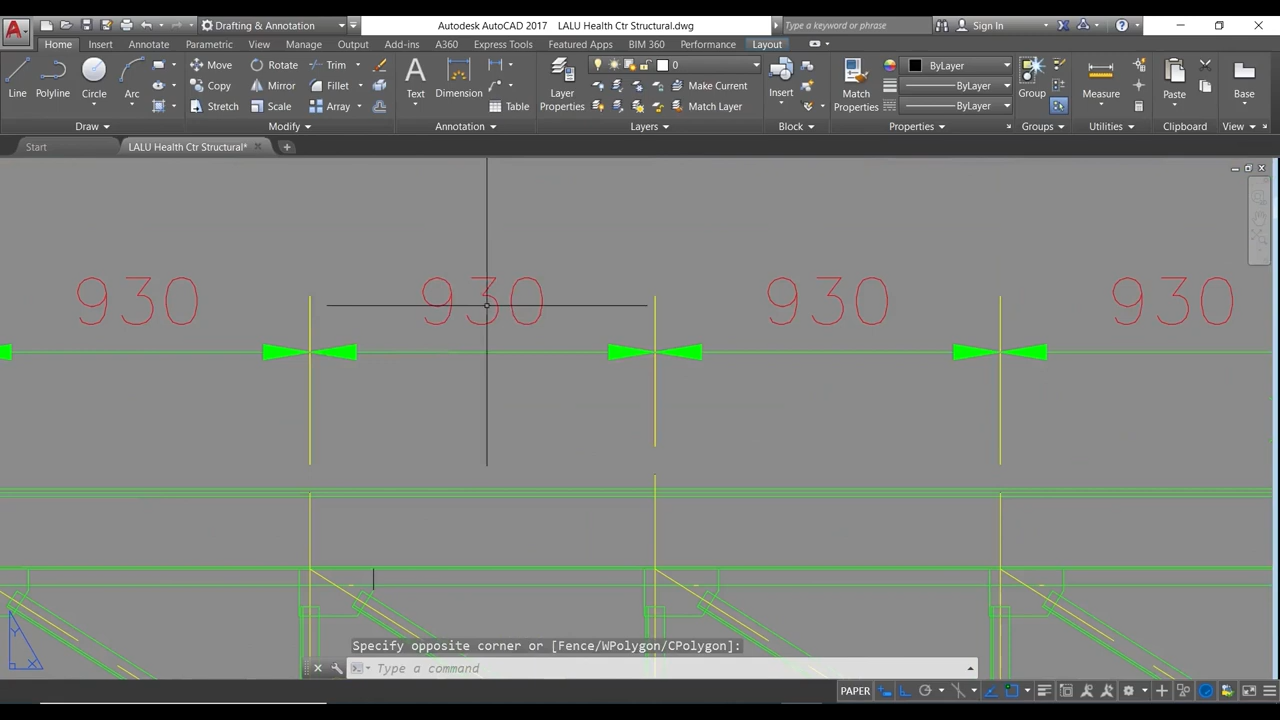 Drafting & Annotation
Autodesk AutoCAD 2017 LALU Health Ctr Structural.dwg
Type a keyword or phrase
Sign In
Home Insert Annotate Parametric View Manage Output Add-ins A360 Express Tools Featured Apps BIM 360 Performance Layout
Line Polyline Circle Arc
Move Rotate Trim
Copy Mirror Fillet
Stretch Scale Array
Text Dimension Table
Layer Properties
0
Make Current
Match Layer
Insert
Match Properties
ByLayer
ByLayer
ByLayer
Group
Measure
Paste
Base
Draw Modify Annotation Layers Block Properties Groups Utilities Clipboard View
Start LALU Health Ctr Structural*
930 930 930 930
Specify opposite corner or [Fence/WPolygon/CPolygon]:
Type a command
Y
X
PAPER